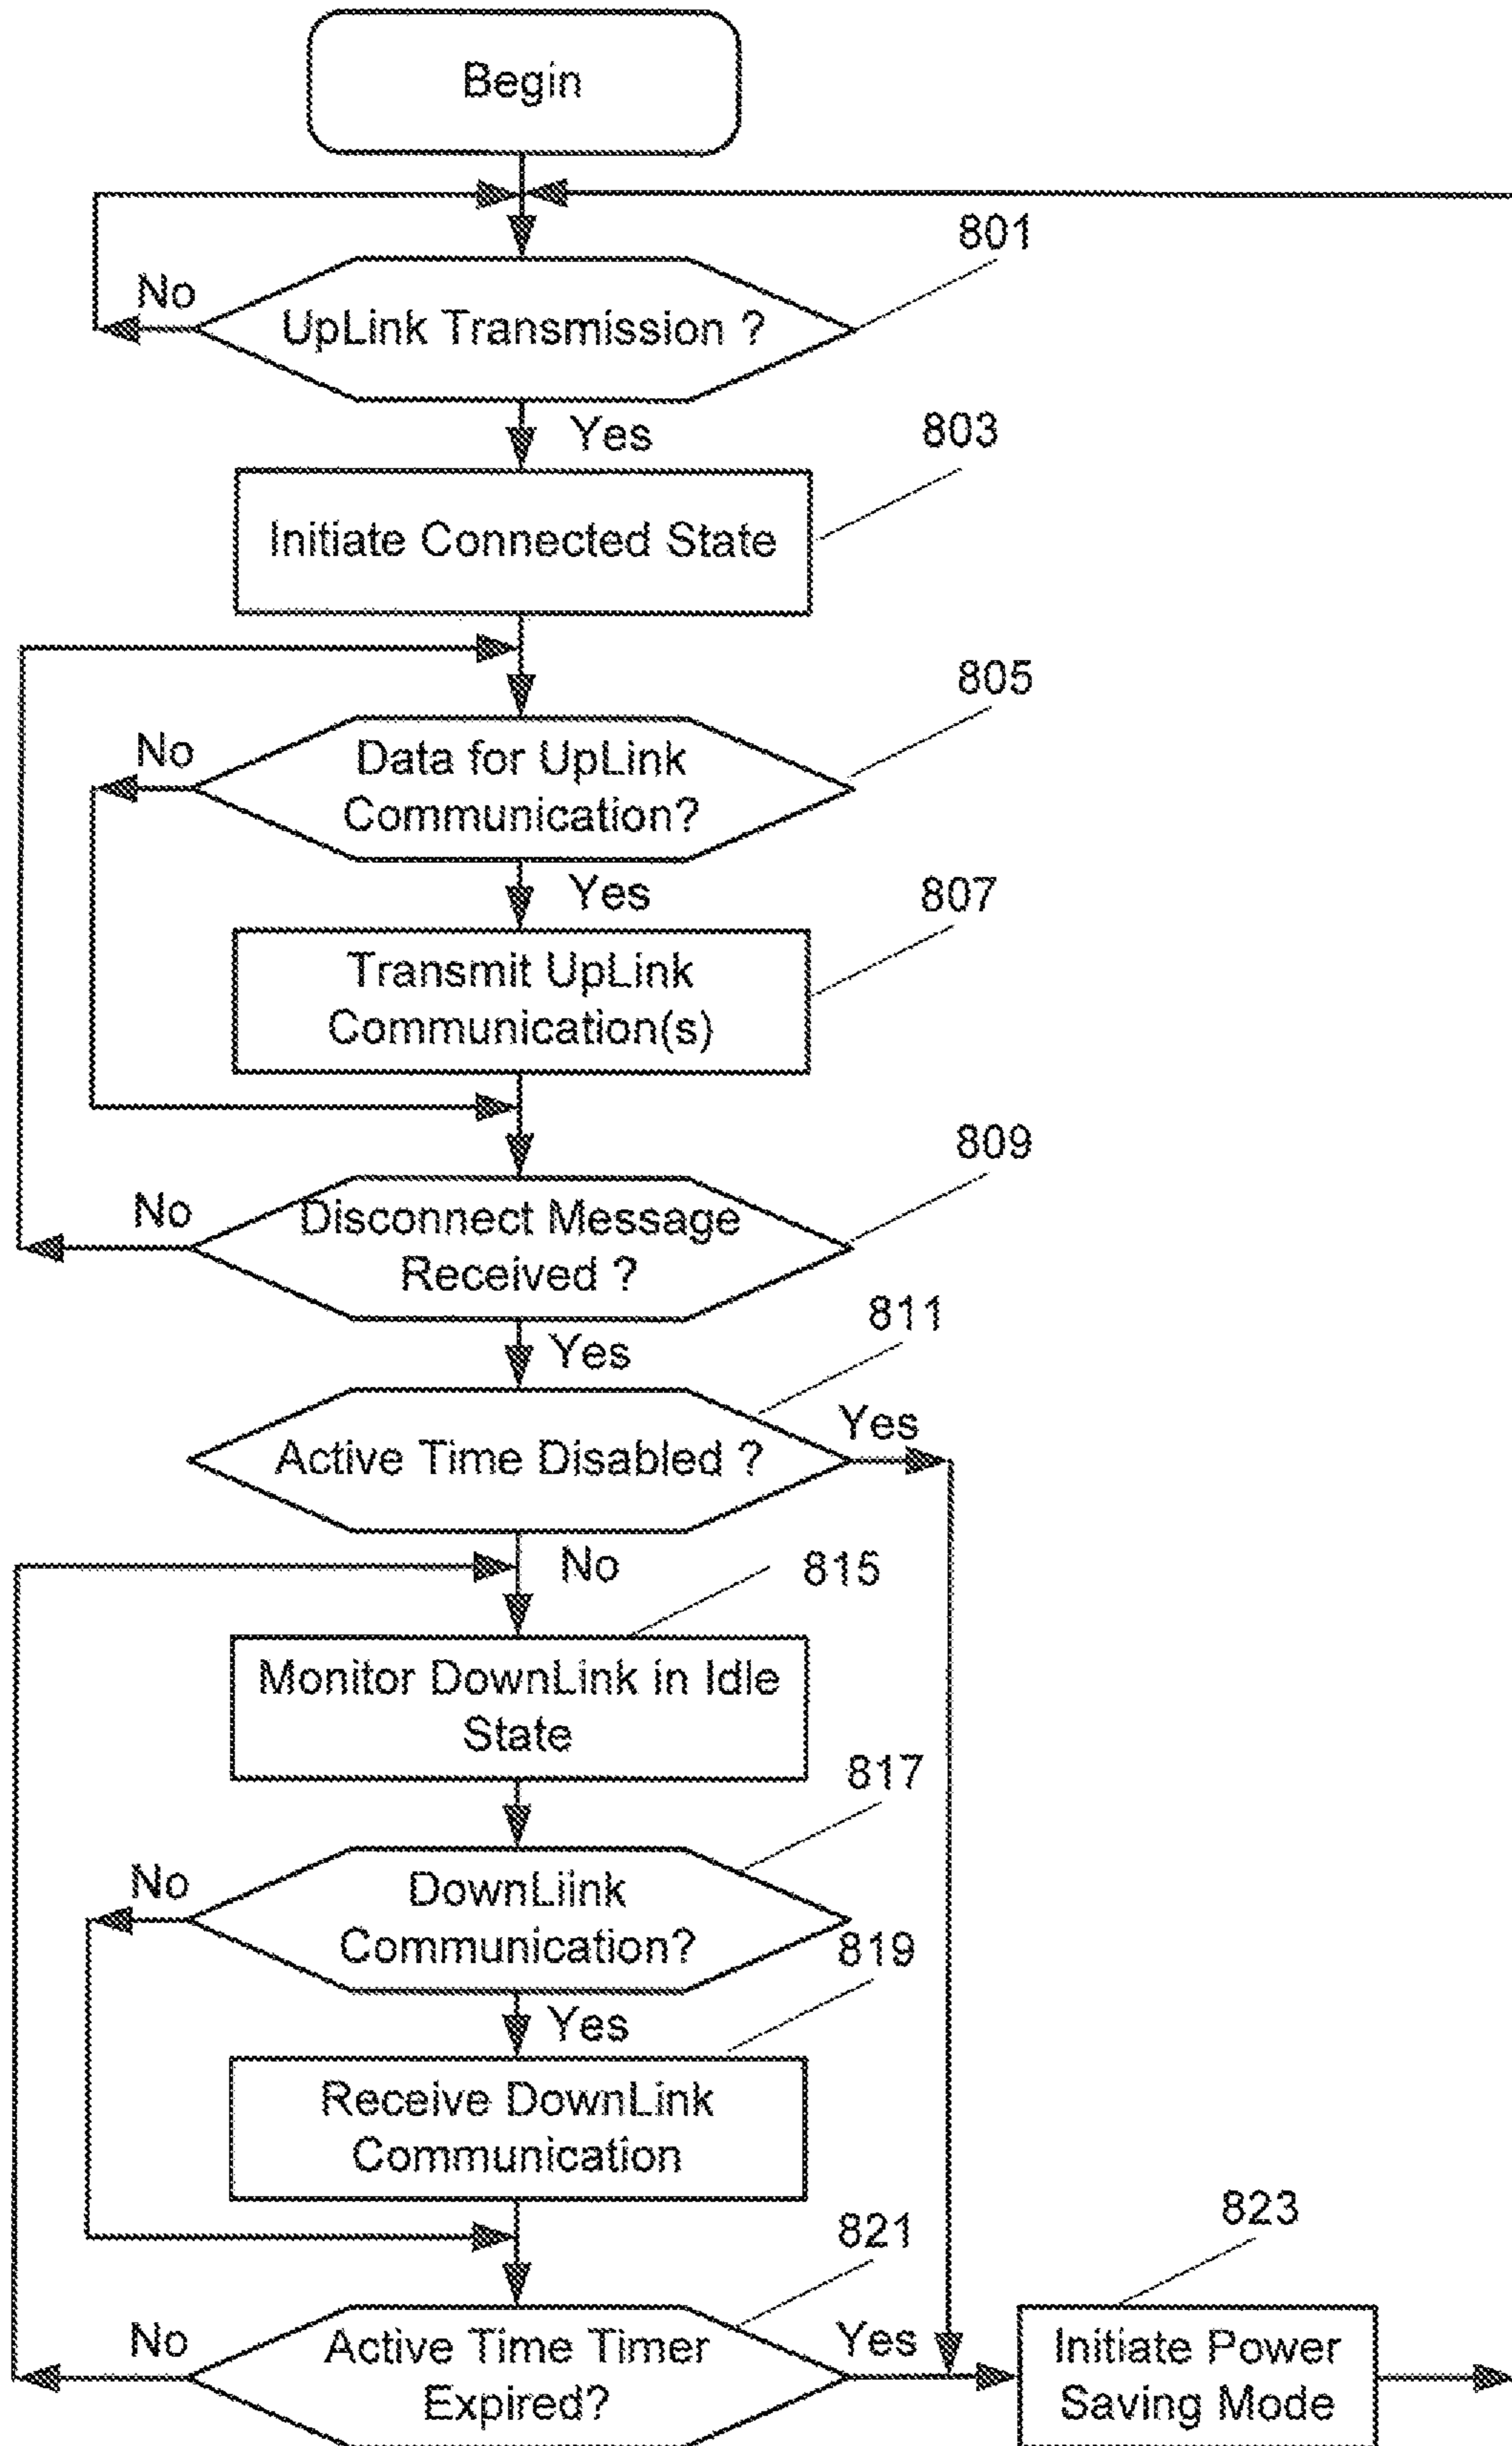 Begin
801
No
UpLink Transmission ?
Yes
803
Initiate Connected State
805
No
Data for UpLink
Communication?
Yes
807
Transmit UpLink
Communication(s)
809
No
Disconnect Message
Received ?
Yes
811
Yes
Active Time Disabled ?
No
815
Monitor DownLink in Idle
State
817
No
DownLiink
Communication?
819
Yes
Receive DownLink
Communication
823
821
No
Active Time Timer
Expired?
Yes
Initiate Power
Saving Mode